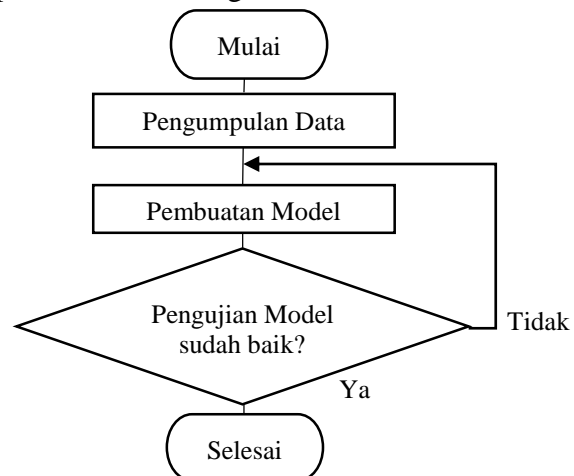 Mulai
Pengumpulan Data
Pembuatan Model
Pengujian Model
sudah baik?
Tidak
Ya
Selesai